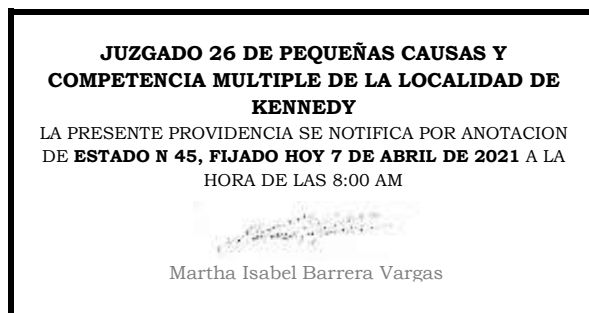 JUZGADO 26 DE PEQUEÑAS CAUSAS Y
COMPETENCIA MULTIPLE DE LA LOCALIDAD DE
KENNEDY
LA PRESENTE PROVIDENCIA SE NOTIFICA POR ANOTACION
DE ESTADO N 45, FIJADO HOY 7 DE ABRIL DE 2021 A LA
HORA DE LAS 8:00 AM
Martha Isabel Barrera Vargas